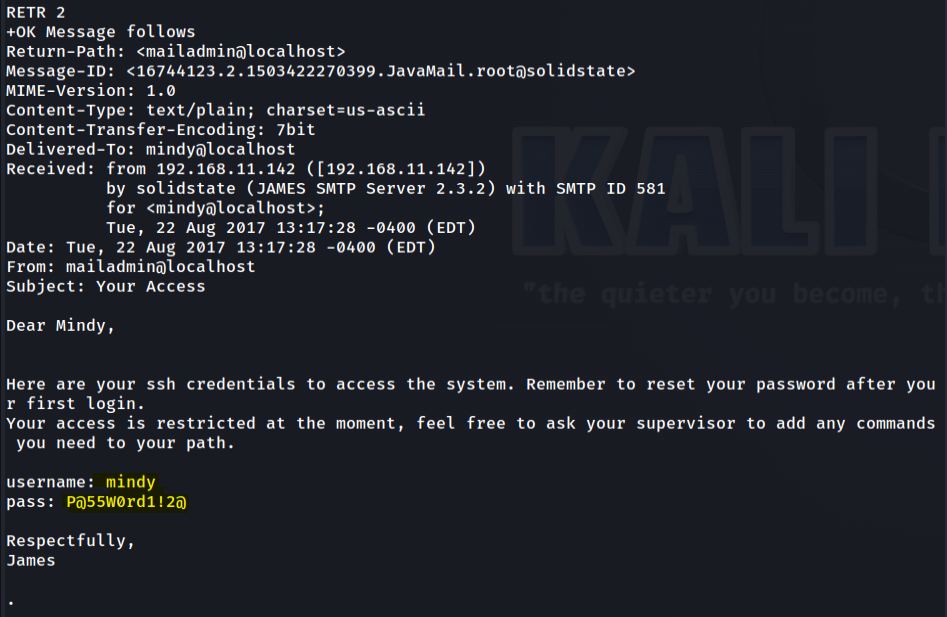 RETR 2
+OK Message follows
Return-Path: <mailadmin@localhost>
Message-ID: <16744123.2.1503422270399.JavaMail.root@solidstate>
MIME-Version: 1.0
Content-Type: text/plain; charset=us-ascii
Content-Transfer-Encoding: 7bit
Delivered-To: mindy@localhost
Received: from 192.168.11.142 ([192.168.11.142])
          by solidstate (JAMES SMTP Server 2.3.2) with SMTP ID 581
          for <mindy@localhost>;
          Tue, 22 Aug 2017 13:17:28 -0400 (EDT)
Date: Tue, 22 Aug 2017 13:17:28 -0400 (EDT)
From: mailadmin@localhost
Subject: Your Access

Dear Mindy,

Here are your ssh credentials to access the system. Remember to reset your password after you
r first login.
Your access is restricted at the moment, feel free to ask your supervisor to add any commands
 you need to your path.

username: mindy
pass: P@55W0rd1!2@

Respectfully,
James

.
KALI
"the quieter you become, th